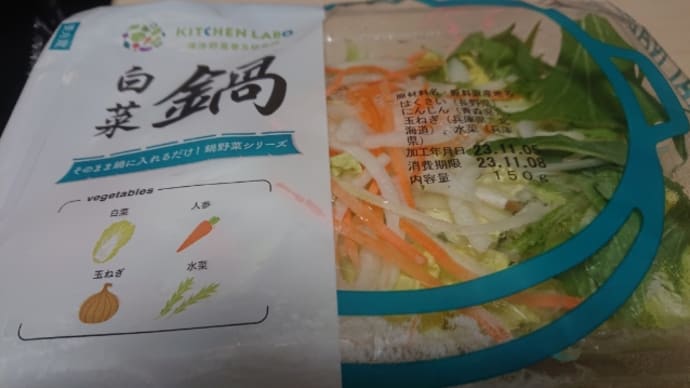 KITCHEN LABO
白菜鍋
そのまま鍋に入れるだけ！鍋野菜シリーズ
vegetables
白菜
人参
玉ねぎ
水菜
はくさい（長野県）
にんじん（青森県）
玉ねぎ（兵庫県・北
海道）、水菜（兵庫
県）
加工年月日 23.11.05
消費期限 23.11.08
内容量 150g